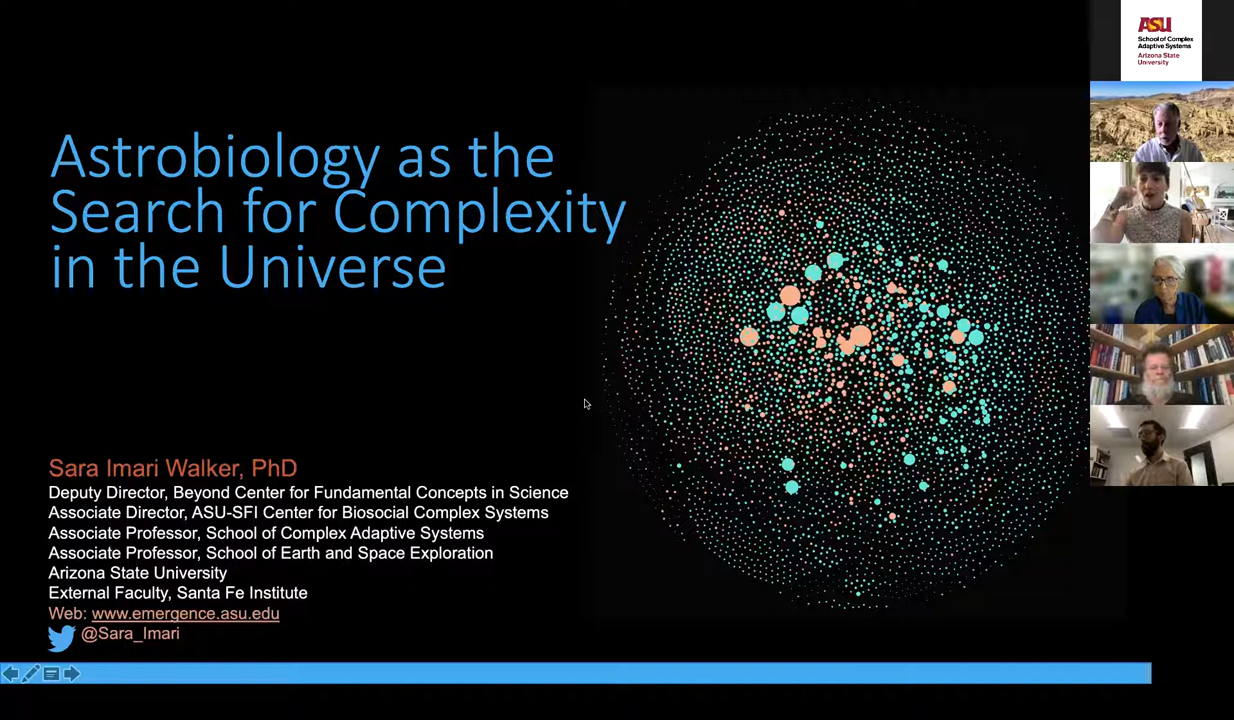 Astrobiology as the
Search for Complexity
in the Universe
Sara Imari Walker, PhD
Deputy Director, Beyond Center for Fundamental Concepts in Science
Associate Director, ASU-SFI Center for Biosocial Complex Systems
Associate Professor, School of Complex Adaptive Systems
Associate Professor, School of Earth and Space Exploration
Arizona State University
External Faculty, Santa Fe Institute
Web: www.emergence.asu.edu
@Sara_Imari
ASU
School of Complex
Adaptive Systems
Arizona State
University